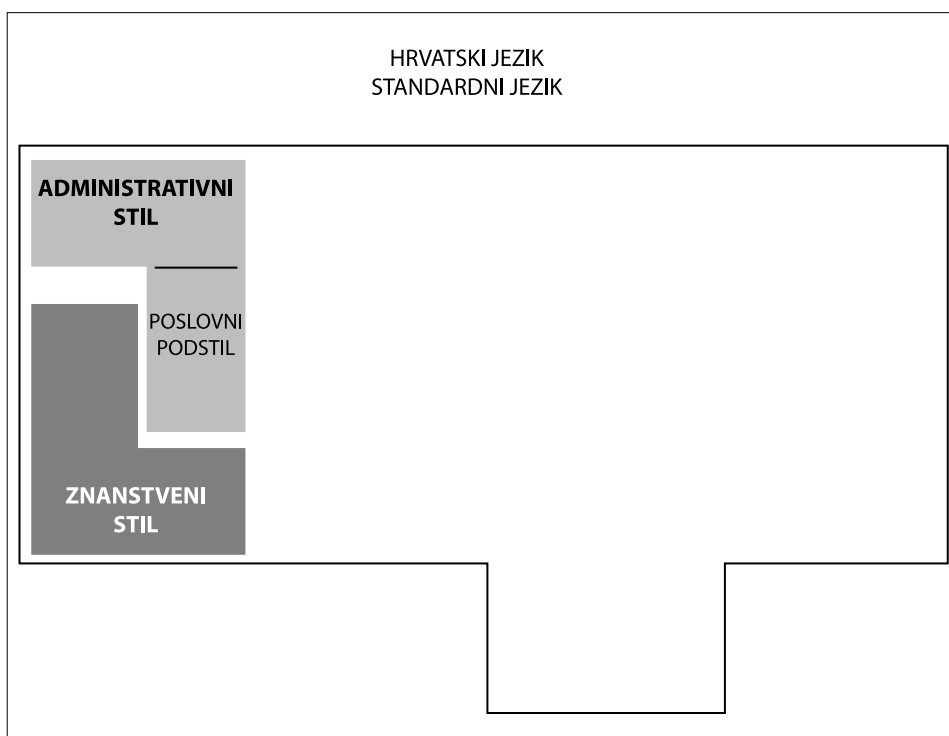 HRVATSKI JEZIK
STANDARDNI JEZIK
ADMINISTRATIVNI
STIL
POSLOVNI
PODSTIL
ZNANSTVENI
STIL